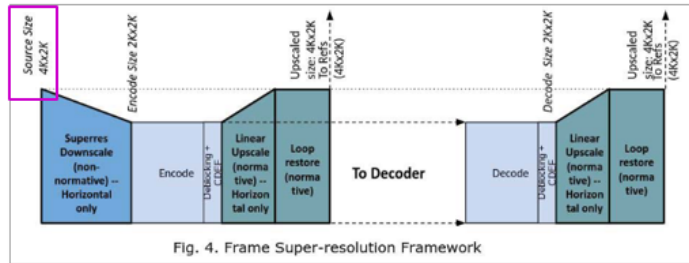 Source Size
4Kx2K
Encode Size 2Kx2K
Upscaled
size: 4Kx2K
To Refs
(4Kx2K)
Decode Size 2Kx2K
Upscaled
size: 4Kx2K
To Refs
(4Kx2K)
Superres
Downscale
(non-
normative) --
Horizontal
only
Encode
Deblocking +
CDEF
Linear
Upscale
(norma
tive) --
Horizon
tal only
Loop
restore
(norma
tive)
To Decoder
Decode
Deblocking +
CDEF
Linear
Upscale
(norma
tive) --
Horizon
tal only
Loop
restore
(norma
tive)
Fig. 4. Frame Super-resolution Framework